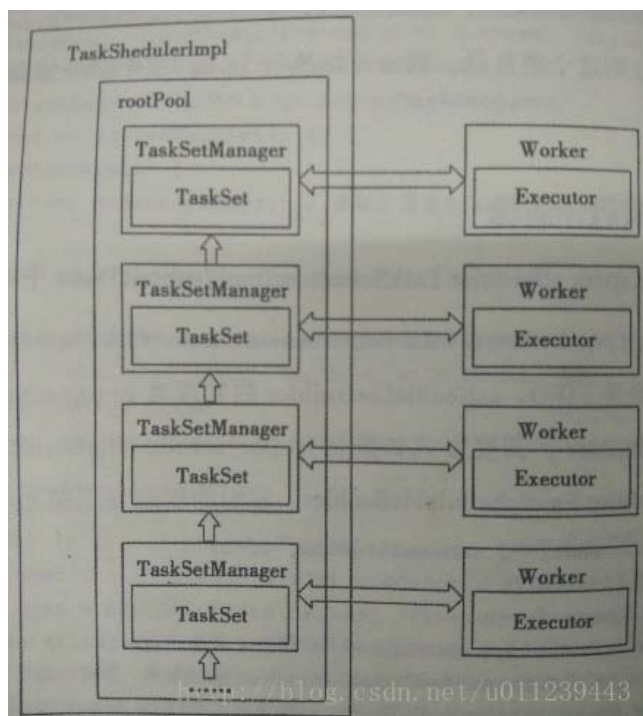 TaskShedulerImpl
rootPool
TaskSetManager
TaskSet
Worker
Executor
TaskSetManager
TaskSet
Worker
Executor
TaskSetManager
TaskSet
Worker
Executor
TaskSetManager
TaskSet
Worker
Executor
......
http://blog.csdn.net/u011239443